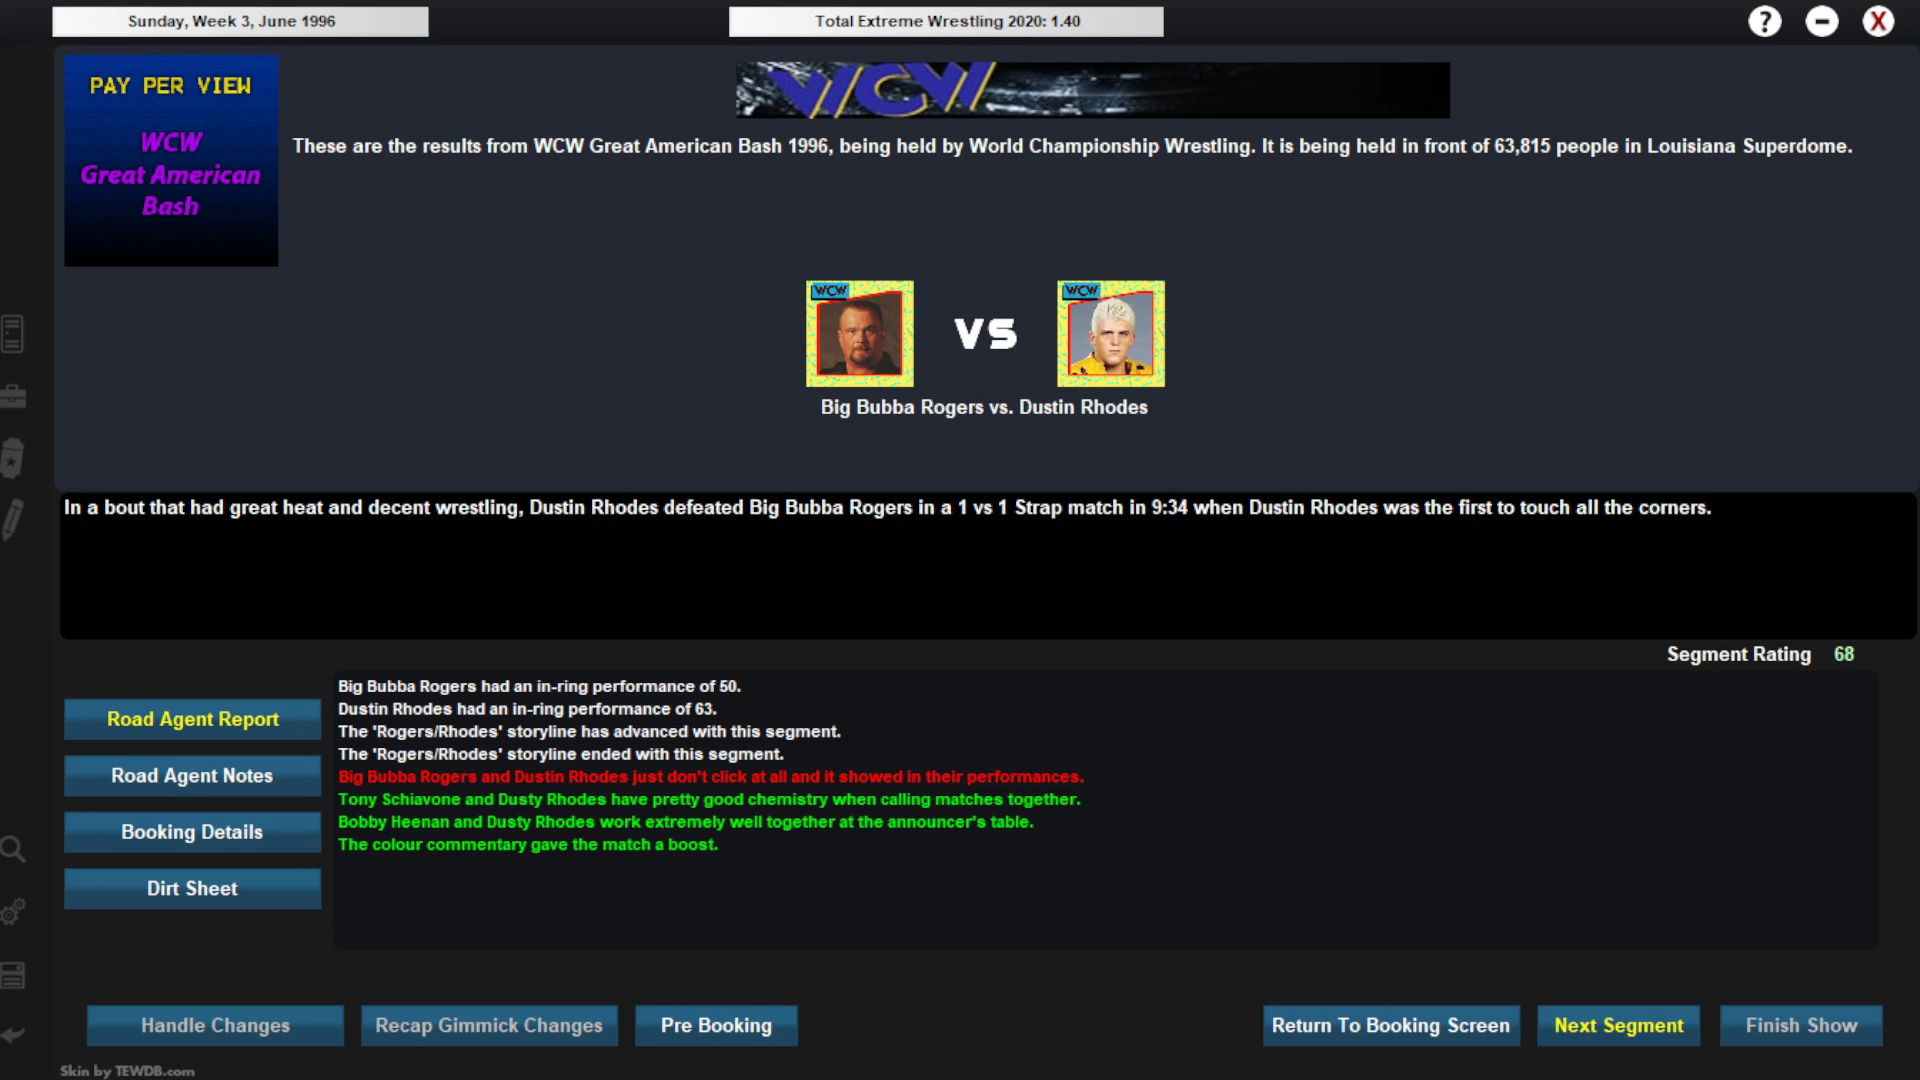 Sunday, Week 3, June 1996
Total Extreme Wrestling 2020: 1.40
?
X
PAY PER VIEW
WCW
Great American
Bash
WCW
These are the results from WCW Great American Bash 1996, being held by World Championship Wrestling. It is being held in front of 63,815 people in Louisiana Superdome.
WCW
VS
WCW
Big Bubba Rogers vs. Dustin Rhodes
In a bout that had great heat and decent wrestling, Dustin Rhodes defeated Big Bubba Rogers in a 1 vs 1 Strap match in 9:34 when Dustin Rhodes was the first to touch all the corners.
Segment Rating 68
Road Agent Report
Road Agent Notes
Booking Details
Dirt Sheet
Big Bubba Rogers had an in-ring performance of 50.
Dustin Rhodes had an in-ring performance of 63.
The 'Rogers/Rhodes' storyline has advanced with this segment.
The 'Rogers/Rhodes' storyline ended with this segment.
Big Bubba Rogers and Dustin Rhodes just don't click at all and it showed in their performances.
Tony Schiavone and Dusty Rhodes have pretty good chemistry when calling matches together.
Bobby Heenan and Dusty Rhodes work extremely well together at the announcer's table.
The colour commentary gave the match a boost.
Handle Changes
Recap Gimmick Changes
Pre Booking
Return To Booking Screen
Next Segment
Finish Show
Skin by TEWDB.com